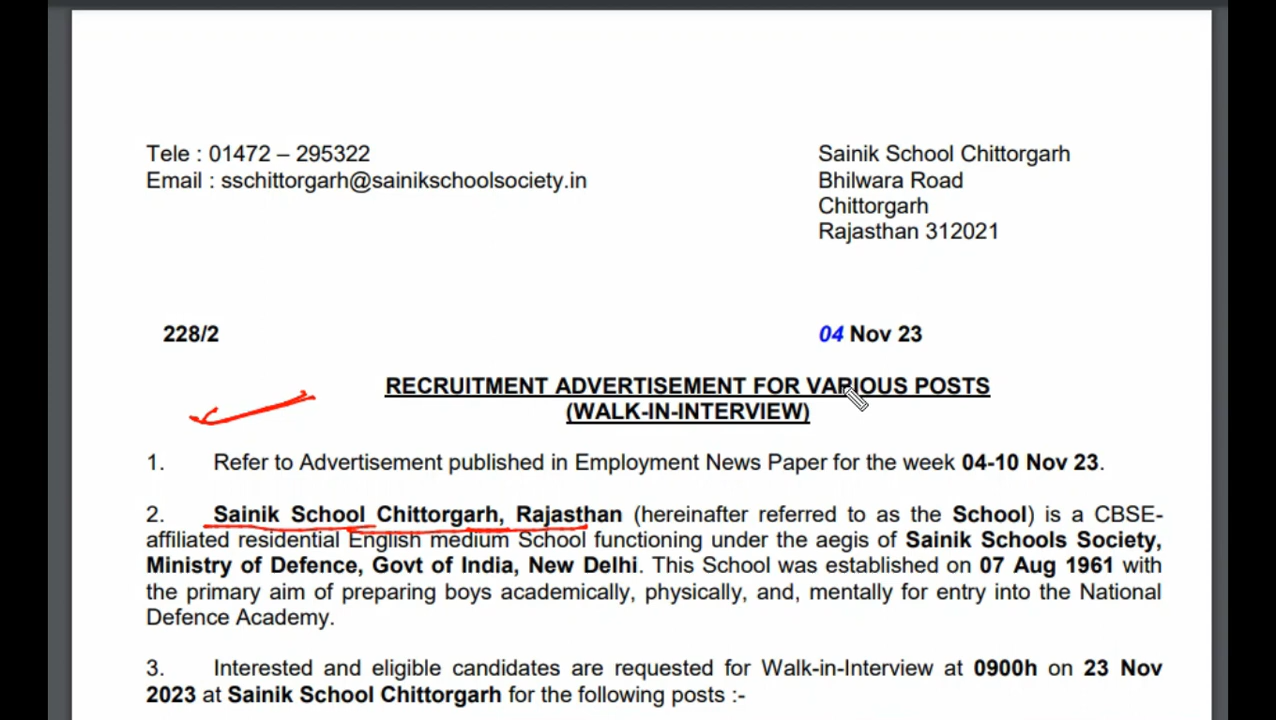 Tele : 01472 – 295322
Email : sschittorgarh@sainikschoolsociety.in
Sainik School Chittorgarh
Bhilwara Road
Chittorgarh
Rajasthan 312021
228/2
04 Nov 23
RECRUITMENT ADVERTISEMENT FOR VARIOUS POSTS
(WALK-IN-INTERVIEW)
1. Refer to Advertisement published in Employment News Paper for the week 04-10 Nov 23.
2. Sainik School Chittorgarh, Rajasthan (hereinafter referred to as the School) is a CBSE-
affiliated residential English medium School functioning under the aegis of Sainik Schools Society,
Ministry of Defence, Govt of India, New Delhi. This School was established on 07 Aug 1961 with
the primary aim of preparing boys academically, physically, and, mentally for entry into the National
Defence Academy.
3. Interested and eligible candidates are requested for Walk-in-Interview at 0900h on 23 Nov
2023 at Sainik School Chittorgarh for the following posts :-